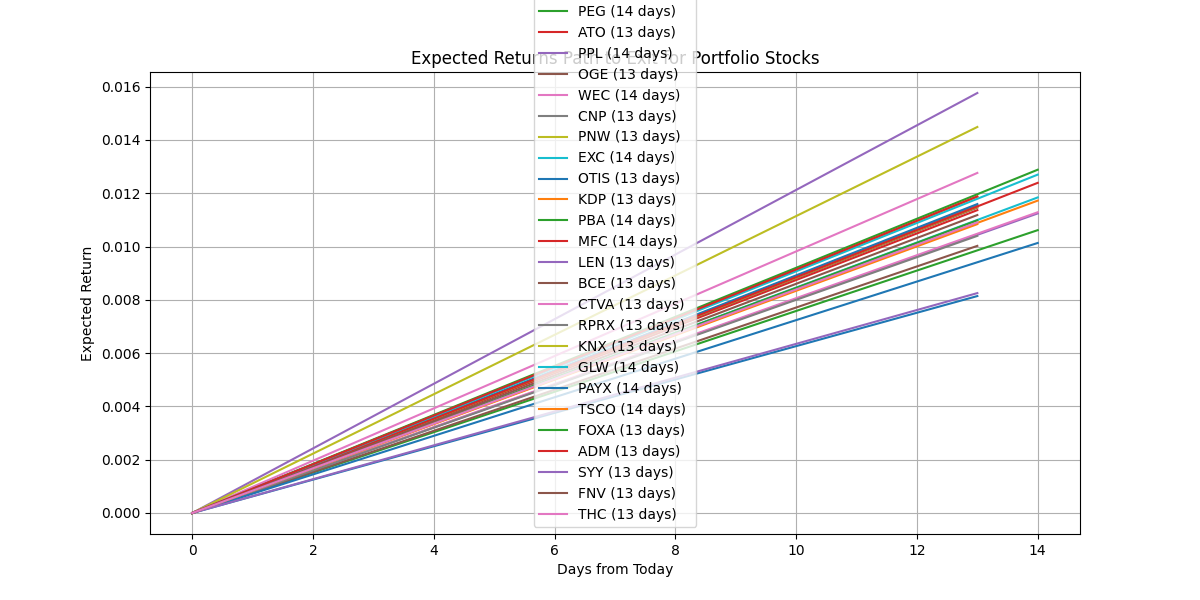 PEG (14 days)
ATO (13 days)
PPL (14 days)
Expected Returns Path to Exit for Portfolio Stocks
OGE (13 days)
WEC (14 days)
CNP (13 days)
PNW (13 days)
EXC (14 days)
OTIS (13 days)
KDP (13 days)
PBA (14 days)
MFC (14 days)
LEN (13 days)
BCE (13 days)
CTVA (13 days)
RPRX (13 days)
KNX (13 days)
GLW (14 days)
PAYX (14 days)
TSCO (14 days)
FOXA (13 days)
ADM (13 days)
SYY (13 days)
FNV (13 days)
THC (13 days)
0.016
0.014
0.012
0.010
0.008
0.006
0.004
0.002
0.000
Expected Return
0 2 4 6 8 10 12 14
Days from Today